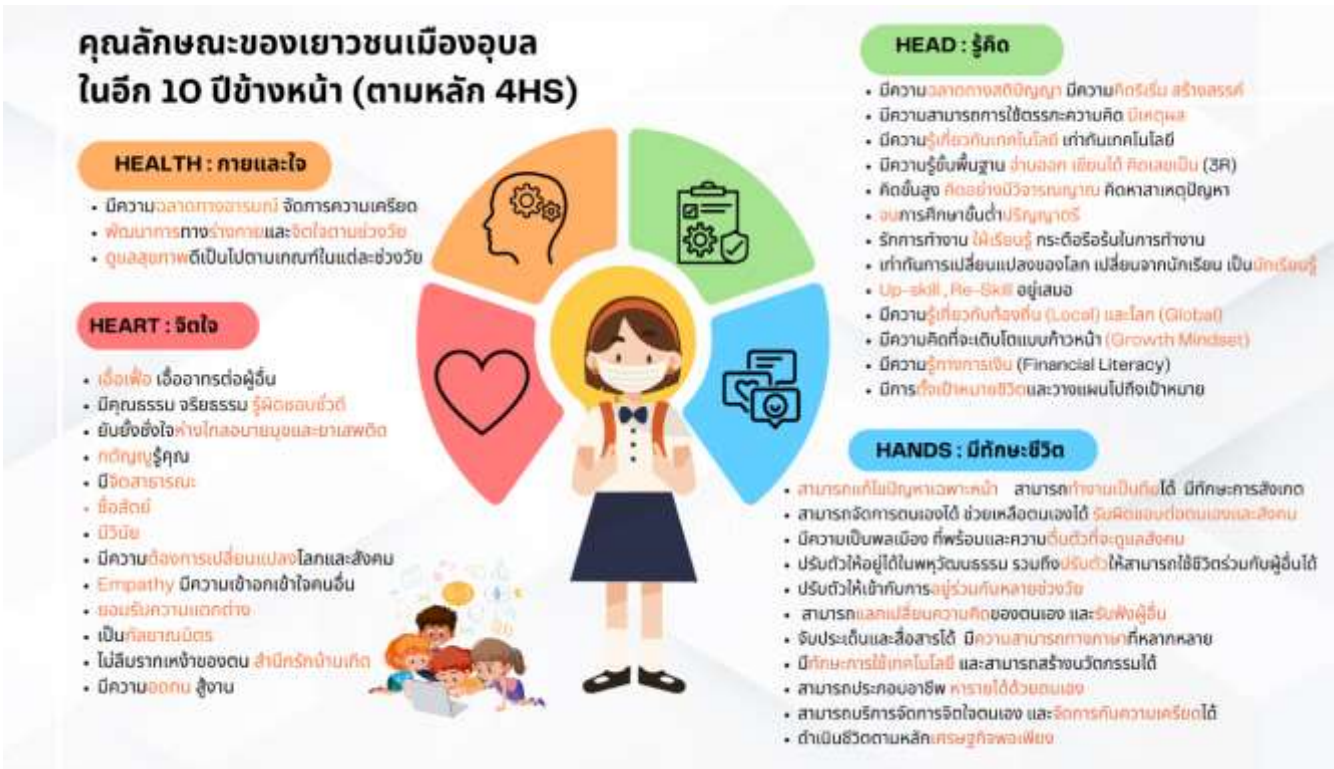 คุณลักษณะของเยาวชนเมืองอุบล
ในอีก 10 ปีข้างหน้า (ตามหลัก 4HS)
HEALTH : กายและใจ
• มีความฉลาดทางอารมณ์ จัดการความเครียด
• พัฒนาการทางร่างกายและจิตใจตามช่วงวัย
• ดูแลสุขภาพดีเป็นไปตามเกณฑ์ในแต่ละช่วงวัย
HEART : จิตใจ
• เอื้อเฟื้อ เอื้ออาทรต่อผู้อื่น
• มีคุณธรรม จริยธรรม รู้ผิดชอบชั่วดี
• ยับยั้งชั่งใจห่างไกลอบายมุขและยาเสพติด
• กตัญญูรู้คุณ
• มีจิตสาธารณะ
• ซื่อสัตย์
• มีวินัย
• มีความต้องการเปลี่ยนแปลงโลกและสังคม
• Empathy มีความเข้าอกเข้าใจคนอื่น
• ยอมรับความแตกต่าง
• เป็นกัลยาณมิตร
• ไม่ลืมรากเหง้าของตน สำนึกรักบ้านเกิด
• มีความอดทน สู้งาน
HEAD : รู้คิด
• มีความฉลาดทางสติปัญญา มีความคิดริเริ่ม สร้างสรรค์
• มีความสามารถการใช้ตรรกะความคิด มีเหตุผล
• มีความรู้เกี่ยวกับเทคโนโลยี เท่าทันเทคโนโลยี
• มีความรู้ขั้นพื้นฐาน อ่านออก เขียนได้ คิดเลขเป็น (3R)
• คิดขั้นสูง คิดอย่างมีวิจารณญาณ คิดหาสาเหตุปัญหา
• จบการศึกษาขั้นต่ำปริญญาตรี
• รักการทำงาน ใฝ่เรียนรู้ กระตือรือร้นในการทำงาน
• เท่าทันการเปลี่ยนแปลงของโลก เปลี่ยนจากนักเรียน เป็นนักเรียนรู้
• Up-skill , Re-Skill อยู่เสมอ
• มีความรู้เกี่ยวกับท้องถิ่น (Local) และโลก (Global)
• มีความคิดที่จะเติบโตแบบก้าวหน้า (Growth Mindset)
• มีความรู้ทางการเงิน (Financial Literacy)
• มีการตั้งเป้าหมายชีวิตและวางแผนไปถึงเป้าหมาย
HANDS : มีทักษะชีวิต
• สามารถแก้ไขปัญหาเฉพาะหน้า สามารถทำงานเป็นทีมได้ มีทักษะการสังเกต
• สามารถจัดการตนเองได้ ช่วยเหลือตนเองได้ รับผิดชอบต่อตนเองและสังคม
• มีความเป็นพลเมือง ที่พร้อมและความตื่นตัวที่จะดูแลสังคม
• ปรับตัวให้อยู่ได้ในพหุวัฒนธรรม รวมถึงปรับตัวให้สามารถใช้ชีวิตร่วมกับผู้อื่นได้
• ปรับตัวให้เข้ากับการอยู่ร่วมกันหลายช่วงวัย
• สามารถแลกเปลี่ยนความคิดของตนเอง และรับฟังผู้อื่น
• จับประเด็นและสื่อสารได้ มีความสามารถทางภาษาที่หลากหลาย
• มีทักษะการใช้เทคโนโลยี และสามารถสร้างนวัตกรรมได้
• สามารถประกอบอาชีพ หารายได้ด้วยตนเอง
• สามารถบริการจัดการจิตใจตนเอง และจัดการกับความเครียดได้
• ดำเนินชีวิตตามหลักเศรษฐกิจพอเพียง